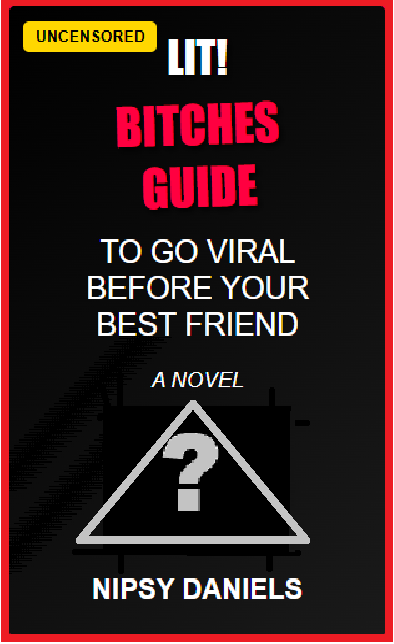 UNCENSORED
LIT!
BITCHES
GUIDE
TO GO VIRAL
BEFORE YOUR
BEST FRIEND
A NOVEL
?
NIPSY DANIELS